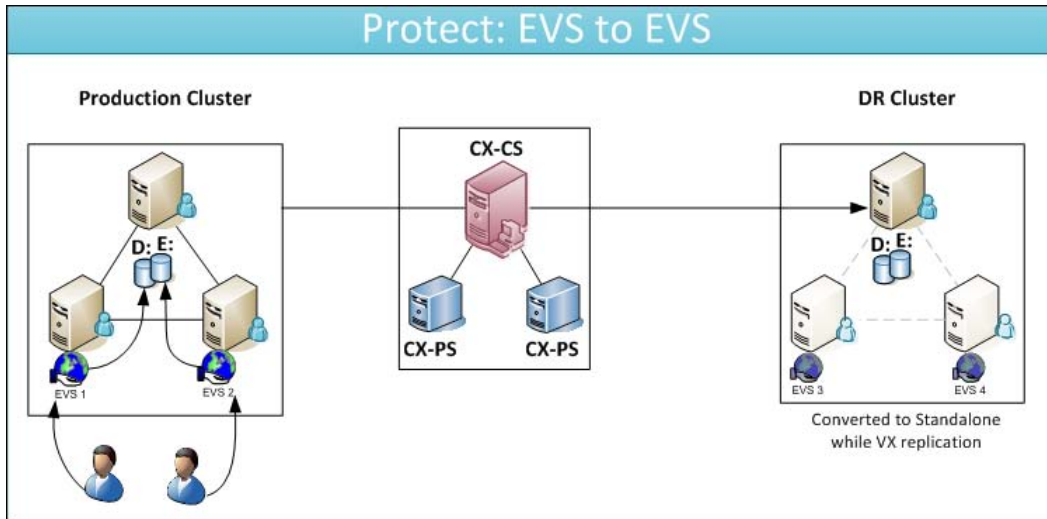 Protect: EVS to EVS
Production Cluster
DR Cluster
CX-CS
D: E:
D: E:
CX-PS
CX-PS
EVS 1
EVS 2
EVS 3
EVS 4
Converted to Standalone
while VX replication